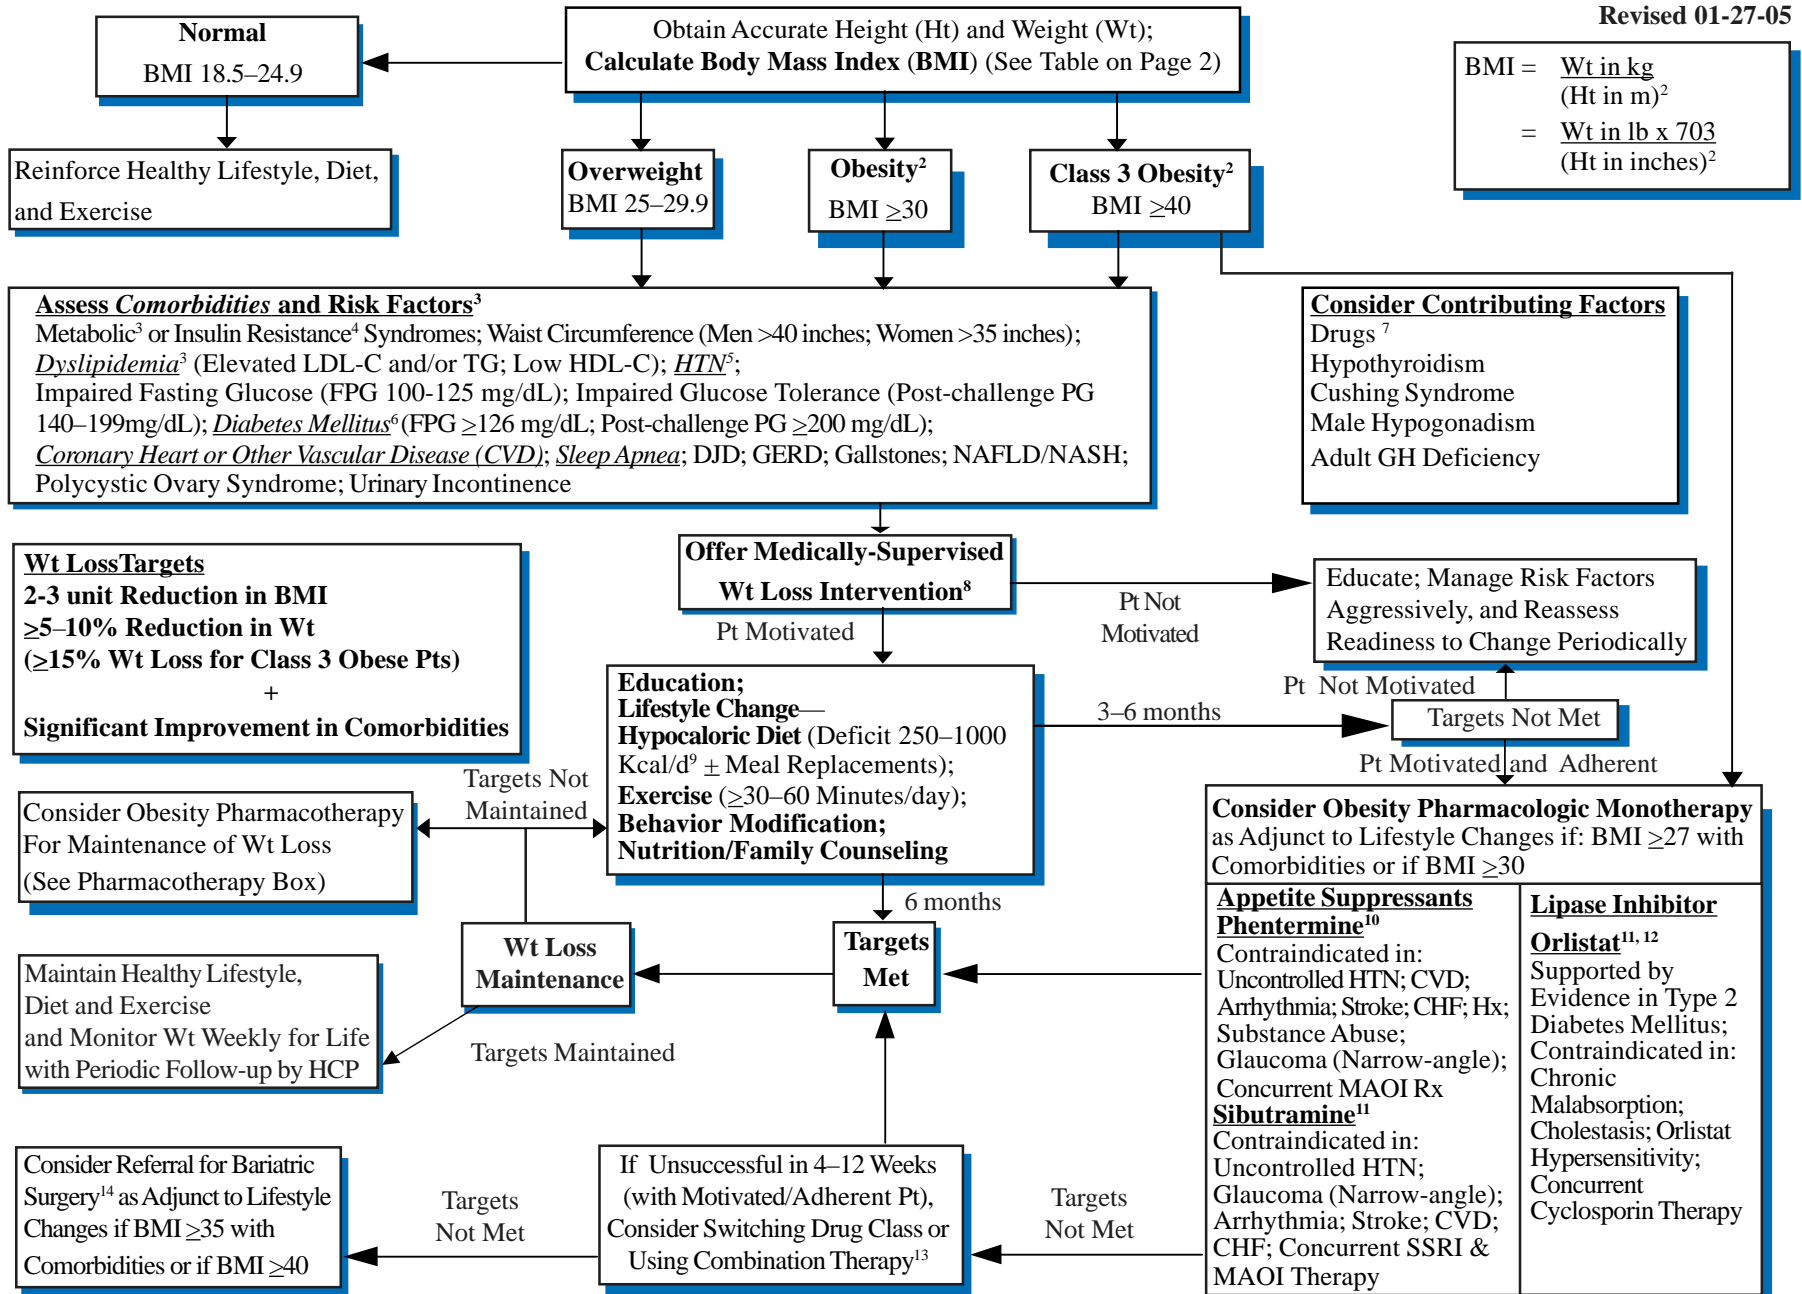 Revised 01-27-05
Normal
BMI 18.5–24.9
Obtain Accurate Height (Ht) and Weight (Wt);
Calculate Body Mass Index (BMI) (See Table on Page 2)
BMI = Wt in kg
(Ht in m)²
= Wt in lb x 703
(Ht in inches)²
Reinforce Healthy Lifestyle, Diet,
and Exercise
Overweight
BMI 25–29.9
Obesity²
BMI ≥30
Class 3 Obesity²
BMI ≥40
Assess Comorbidities and Risk Factors³
Metabolic³ or Insulin Resistance⁴ Syndromes; Waist Circumference (Men >40 inches; Women >35 inches);
Dyslipidemia³ (Elevated LDL-C and/or TG; Low HDL-C); HTN⁵;
Impaired Fasting Glucose (FPG 100-125 mg/dL); Impaired Glucose Tolerance (Post-challenge PG
140–199mg/dL); Diabetes Mellitus⁶ (FPG ≥126 mg/dL; Post-challenge PG ≥200 mg/dL);
Coronary Heart or Other Vascular Disease (CVD); Sleep Apnea; DJD; GERD; Gallstones; NAFLD/NASH;
Polycystic Ovary Syndrome; Urinary Incontinence
Consider Contributing Factors
Drugs ⁷
Hypothyroidism
Cushing Syndrome
Male Hypogonadism
Adult GH Deficiency
Wt LossTargets
2-3 unit Reduction in BMI
≥5–10% Reduction in Wt
(≥15% Wt Loss for Class 3 Obese Pts)
+
Significant Improvement in Comorbidities
Offer Medically-Supervised
Wt Loss Intervention⁸
Pt Motivated
Pt Not
Motivated
Educate; Manage Risk Factors
Aggressively, and Reassess
Readiness to Change Periodically
Education;
Lifestyle Change—
Hypocaloric Diet (Deficit 250–1000
Kcal/d⁹ ± Meal Replacements);
Exercise (≥30–60 Minutes/day);
Behavior Modification;
Nutrition/Family Counseling
3–6 months
Pt Not Motivated
Targets Not Met
Pt Motivated and Adherent
Targets Not
Maintained
Consider Obesity Pharmacotherapy
For Maintenance of Wt Loss
(See Pharmacotherapy Box)
6 months
Wt Loss
Maintenance
Targets
Met
Maintain Healthy Lifestyle,
Diet and Exercise
and Monitor Wt Weekly for Life
with Periodic Follow-up by HCP
Targets Maintained
Consider Obesity Pharmacologic Monotherapy
as Adjunct to Lifestyle Changes if: BMI ≥27 with
Comorbidities or if BMI ≥30
Appetite Suppressants
Phentermine¹⁰
Contraindicated in:
Uncontrolled HTN; CVD;
Arrhythmia; Stroke; CHF; Hx;
Substance Abuse;
Glaucoma (Narrow-angle);
Concurrent MAOI Rx
Sibutramine¹¹
Contraindicated in:
Uncontrolled HTN;
Glaucoma (Narrow-angle);
Arrhythmia; Stroke; CVD;
CHF; Concurrent SSRI &
MAOI Therapy
Lipase Inhibitor
Orlistat¹¹, ¹²
Supported by
Evidence in Type 2
Diabetes Mellitus;
Contraindicated in:
Chronic
Malabsorption;
Cholestasis; Orlistat
Hypersensitivity;
Concurrent
Cyclosporin Therapy
Consider Referral for Bariatric
Surgery¹⁴ as Adjunct to Lifestyle
Changes if BMI ≥35 with
Comorbidities or if BMI ≥40
Targets
Not Met
If Unsuccessful in 4–12 Weeks
(with Motivated/Adherent Pt),
Consider Switching Drug Class or
Using Combination Therapy¹³
Targets
Not Met